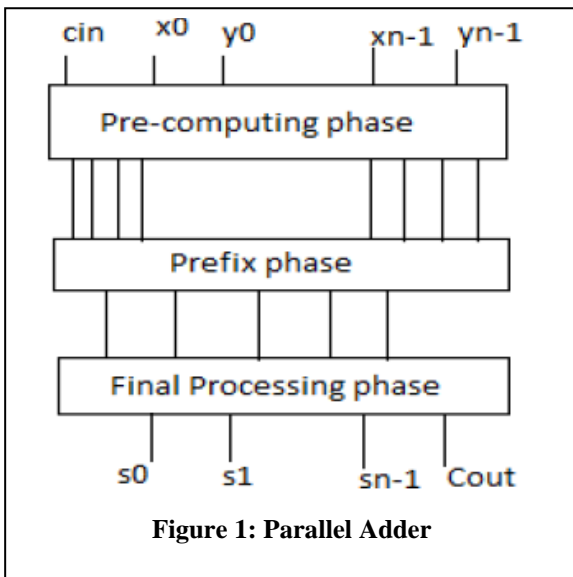 cin x0 y0 xn-1 yn-1
Pre-computing phase
Prefix phase
Final Processing phase
s0 s1 sn-1 Cout
Figure 1: Parallel Adder